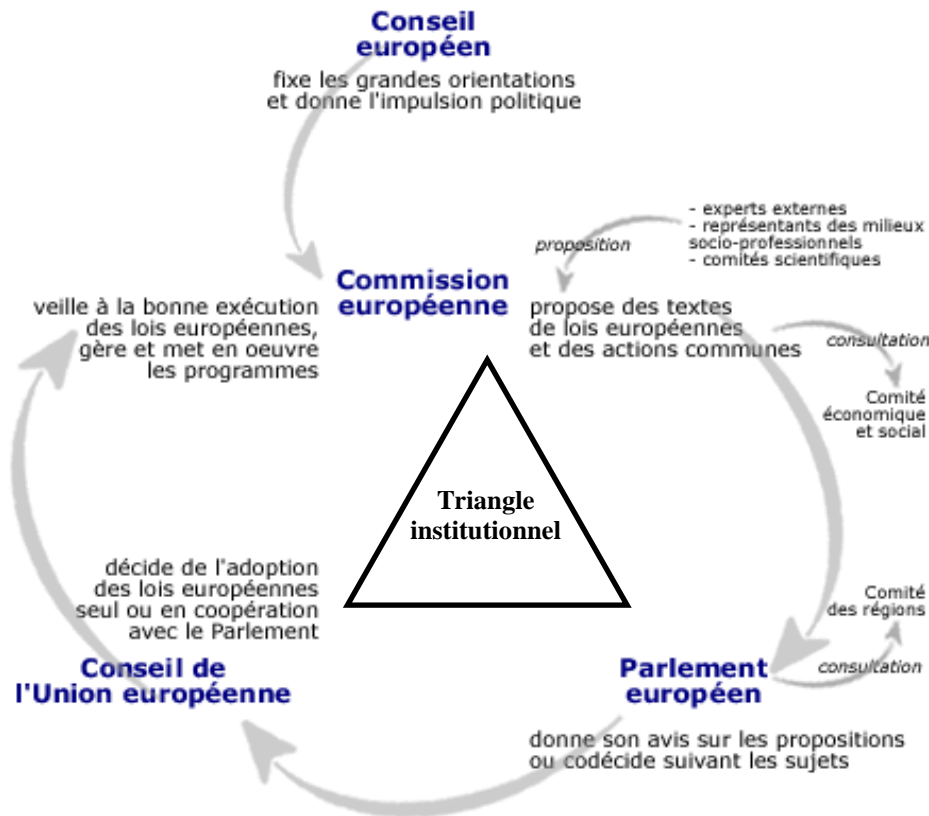 Conseil
européen
fixe les grandes orientations
et donne l'impulsion politique
- experts externes
- représentants des milieux
socio-professionnels
- comités scientifiques
proposition
Commission
européenne
veille à la bonne exécution
des lois européennes,
gère et met en oeuvre
les programmes
propose des textes
de lois européennes
et des actions communes
consultation
Comité
économique
et social
Triangle
institutionnel
décide de l'adoption
des lois européennes
seul ou en coopération
avec le Parlement
Conseil de
l'Union européenne
Comité
des régions
consultation
Parlement
européen
donne son avis sur les propositions
ou codécide suivant les sujets